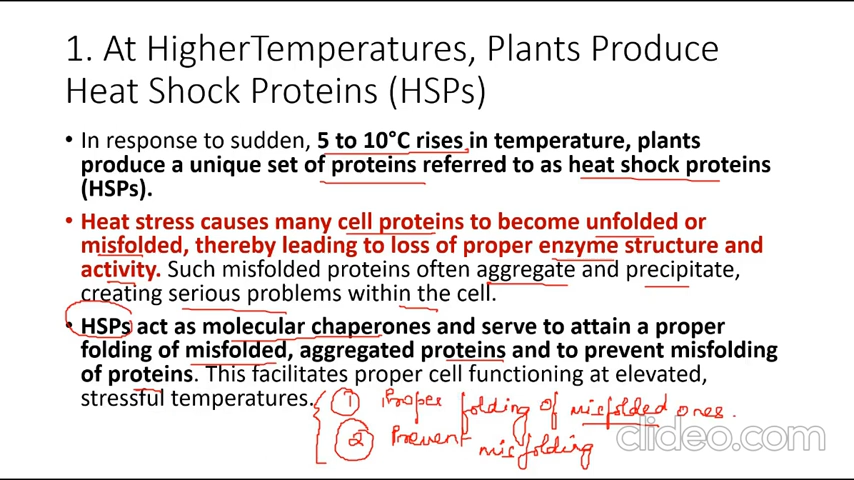 1. At HigherTemperatures, Plants Produce
Heat Shock Proteins (HSPs)
• In response to sudden, 5 to 10°C rises in temperature, plants
produce a unique set of proteins referred to as heat shock proteins
(HSPs).
• Heat stress causes many cell proteins to become unfolded or
misfolded, thereby leading to loss of proper enzyme structure and
activity. Such misfolded proteins often aggregate and precipitate,
creating serious problems within the cell.
• HSPs act as molecular chaperones and serve to attain a proper
folding of misfolded, aggregated proteins and to prevent misfolding
of proteins. This facilitates proper cell functioning at elevated,
stressful temperatures.
1 Proper folding of misfolded ones.
2 Prevent misfolding
clideo.com